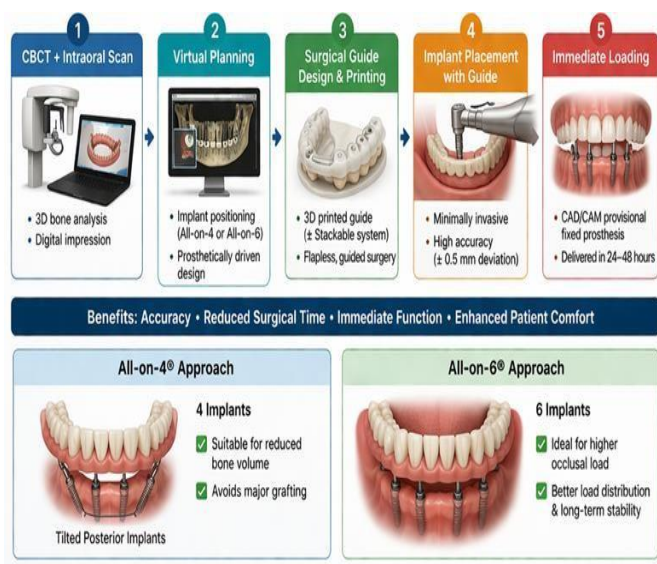 1
CBCT + Intraoral Scan
• 3D bone analysis
• Digital impression
2
Virtual Planning
• Implant positioning
(All-on-4 or All-on-6)
• Prosthetically driven
design
3
Surgical Guide
Design & Printing
• 3D printed guide
(± Stackable system)
• Flapless, guided surgery
4
Implant Placement
with Guide
• Minimally invasive
• High accuracy
(± 0.5 mm deviation)
5
Immediate Loading
• CAD/CAM provisional
fixed prosthesis
• Delivered in 24–48 hours
Benefits: Accuracy • Reduced Surgical Time • Immediate Function • Enhanced Patient Comfort
All-on-4® Approach
4 Implants
Suitable for reduced
bone volume
Avoids major grafting
Tilted Posterior Implants
All-on-6® Approach
6 Implants
Ideal for higher
occlusal load
Better load distribution
& long-term stability